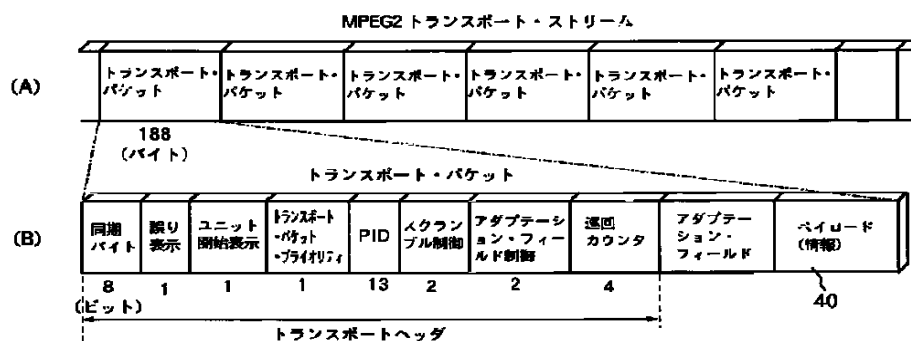 MPEG2 トランスポート・ストリーム
(A)
トランスポート・
パケット
トランスポート・
パケット
トランスポート・
パケット
トランスポート・
パケット
トランスポート・
パケット
トランスポート・
パケット
188
(バイト)
トランスポート・パケット
(B)
同期
バイト
誤り
表示
ユニット
開始表示
トランスポート
・パケット
・プライオリティ
PID
スクラン
ブル制御
アダプテーシ
ョン・フィー
ルド制御
巡回
カウンタ
アダプテー
ション・
フィールド
ペイロード
(情報)
8
(ビット)
1
1
1
13
2
2
4
40
トランスポートヘッダ